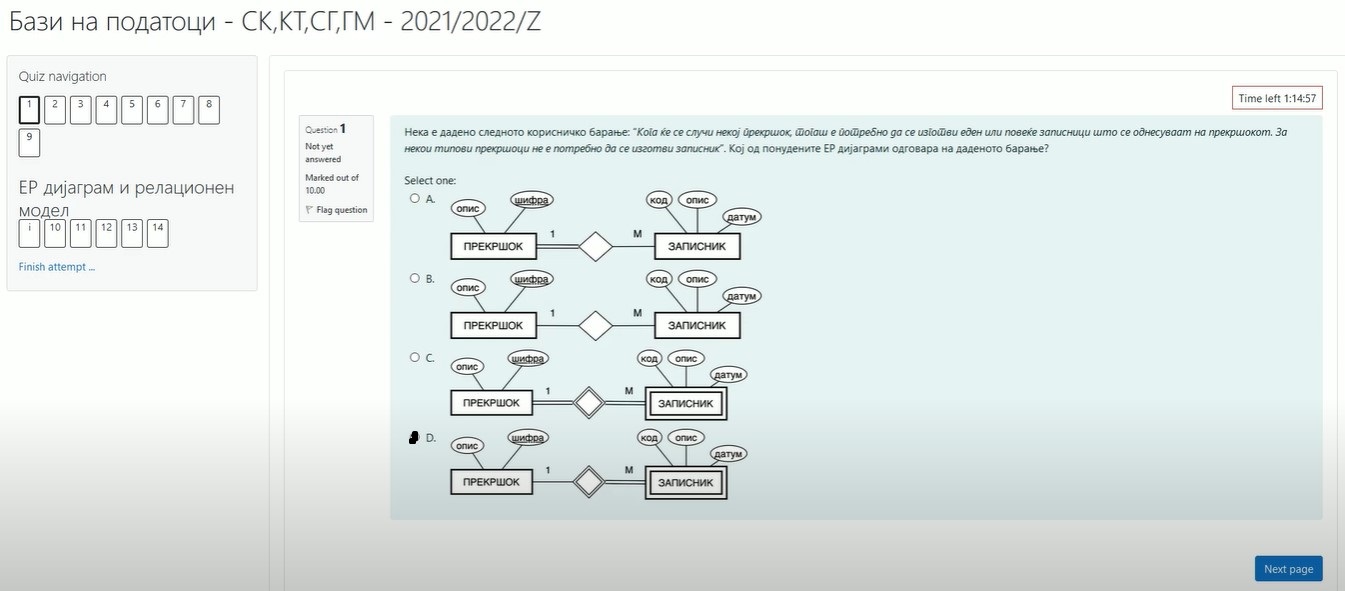 Бази на податоци - СК,КТ,СГ,ГМ - 2021/2022/Z
Quiz navigation
1 2 3 4 5 6 7 8
9
ЕР дијаграм и релационен
модел
i 10 11 12 13 14
Finish attempt ...
Time left 1:14:57
Question 1
Not yet
answered
Marked out of
10.00
Flag question
Нека е дадено следното корисничко барање: "Кога ќе се случи некој прекршок, тогаш е потребно да се изготви еден или повеќе записници што се однесуваат на прекршокот. За
некои типови прекршоци не е потребно да се изготви записник". Кој од понудените ЕР дијаграми одговара на даденото барање?
Select one:
A.
опис шифра код опис датум
ПРЕКРШОК 1 М ЗАПИСНИК
B.
опис шифра код опис датум
ПРЕКРШОК 1 М ЗАПИСНИК
C.
опис шифра код опис датум
ПРЕКРШОК 1 М ЗАПИСНИК
D.
опис шифра код опис датум
ПРЕКРШОК 1 М ЗАПИСНИК
Next page